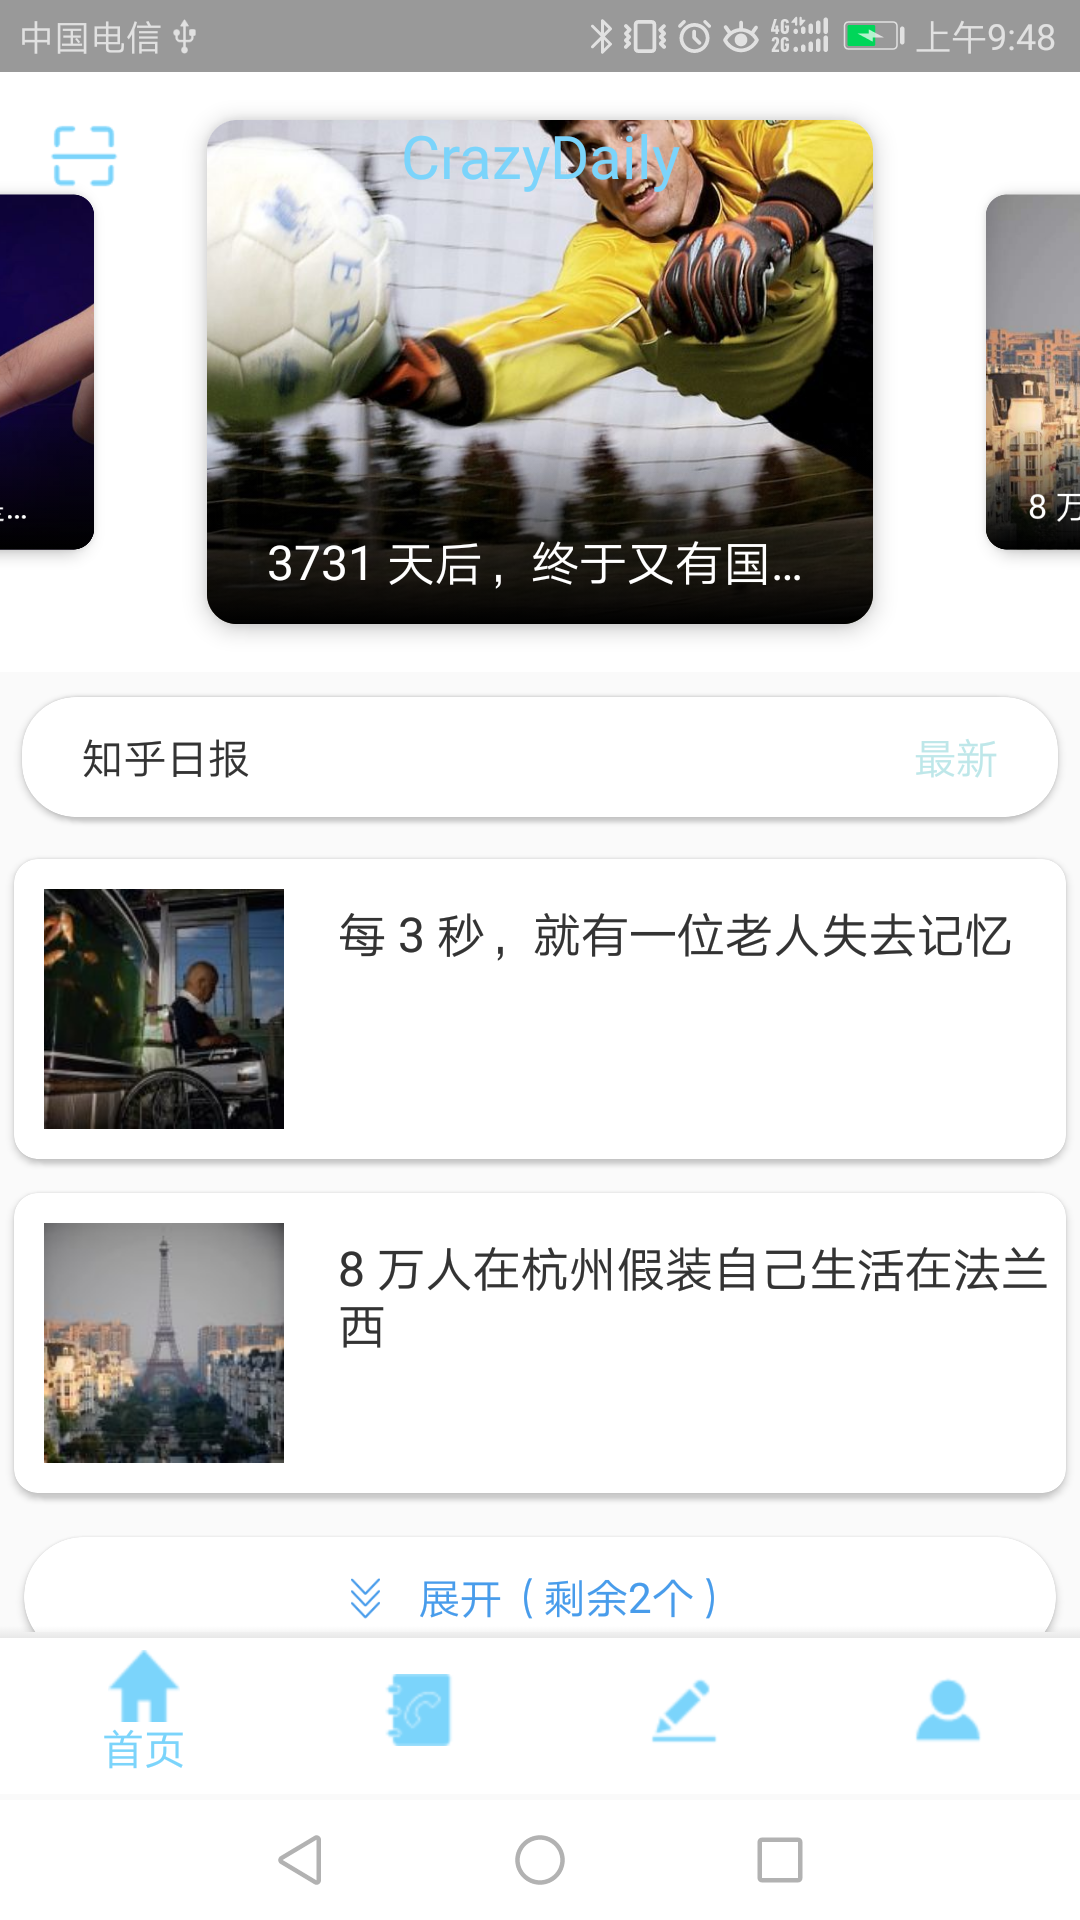 中国电信
4G
2G
上午9:48
CrazyDaily
3731 天后，终于又有国...
8 万
知乎日报
最新
每 3 秒，就有一位老人失去记忆
8 万人在杭州假装自己生活在法兰
西
展开（剩余2个）
首页